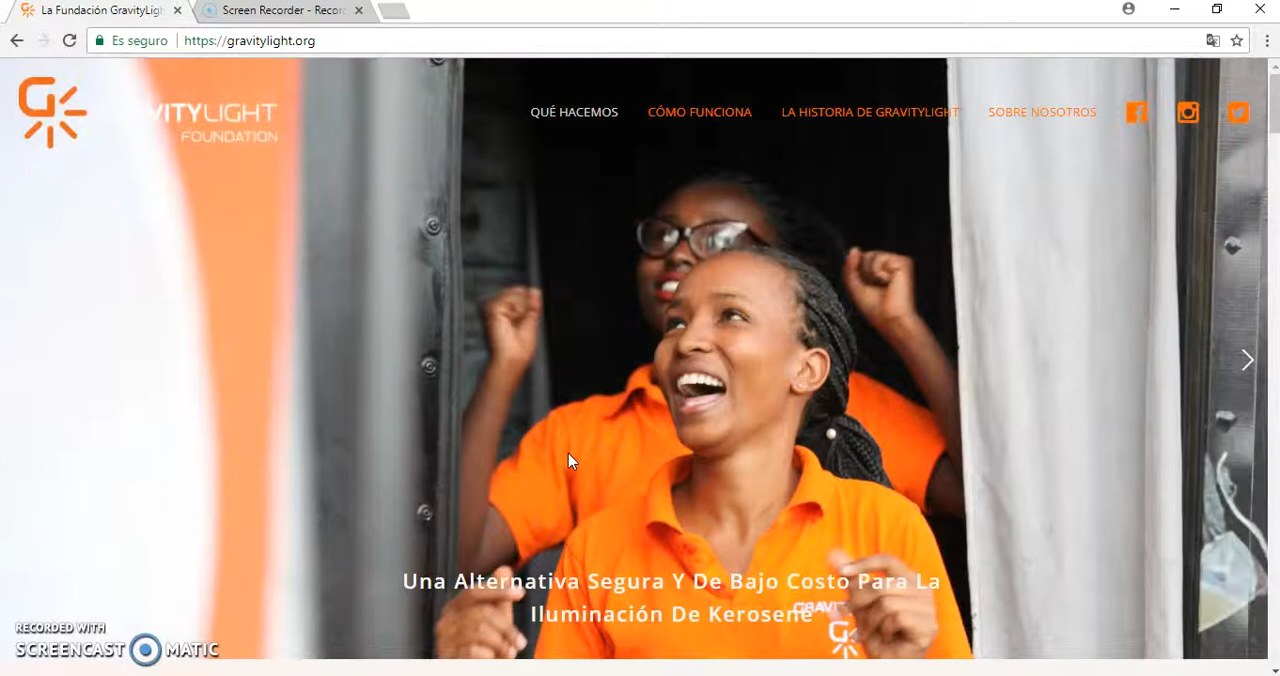 La Fundación GravityLigh
Screen Recorder - Recor
Es seguro
https://gravitylight.org
VITYLIGHT
FOUNDATION
QUÉ HACEMOS
CÓMO FUNCIONA
LA HISTORIA DE GRAVITYLIGHT
SOBRE NOSOTROS
Una Alternativa Segura Y De Bajo Costo Para La
Iluminación De Kerosene
GRAVI
RECORDED WITH
SCREENCAST MATIC